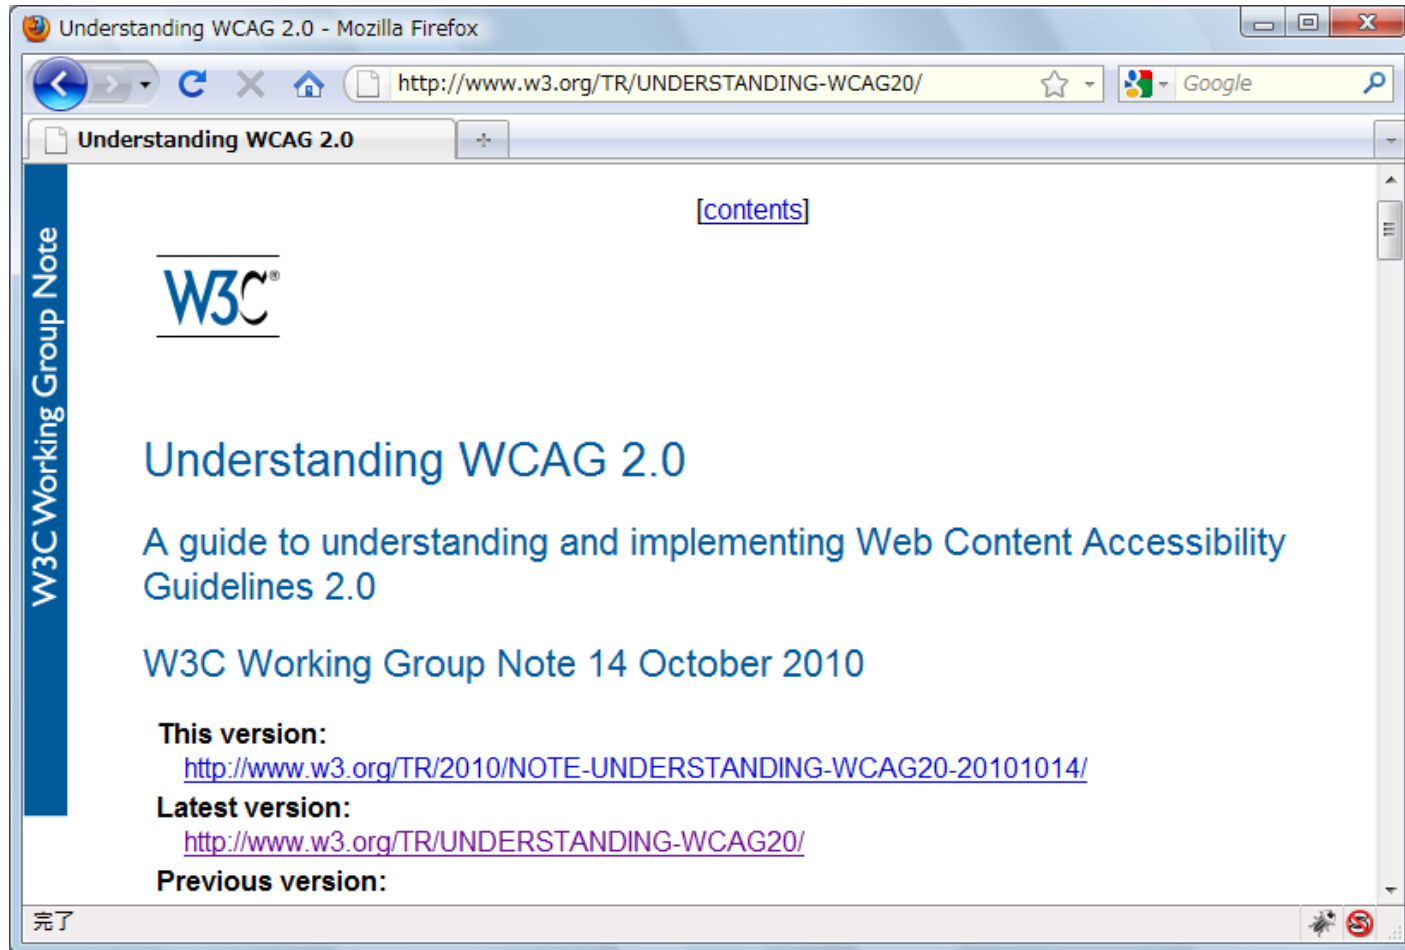 Understanding WCAG 2.0 - Mozilla Firefox
http://www.w3.org/TR/UNDERSTANDING-WCAG20/
Google
Understanding WCAG 2.0
[contents]
W3C®
W3C Working Group Note
Understanding WCAG 2.0
A guide to understanding and implementing Web Content Accessibility
Guidelines 2.0
W3C Working Group Note 14 October 2010
This version:
http://www.w3.org/TR/2010/NOTE-UNDERSTANDING-WCAG20-20101014/
Latest version:
http://www.w3.org/TR/UNDERSTANDING-WCAG20/
Previous version:
完了